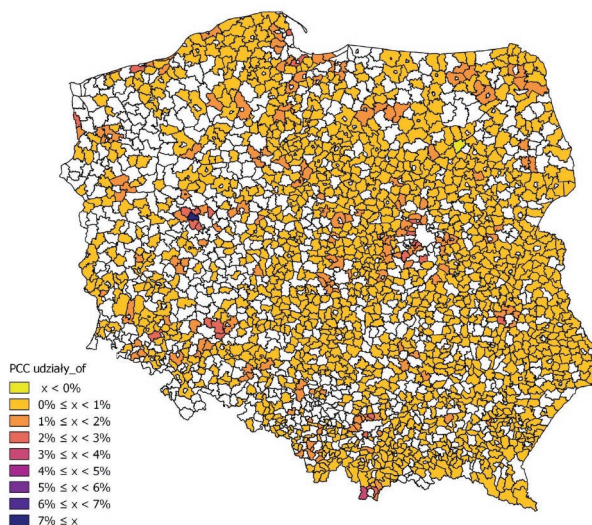 PCC udziały_of
x < 0%
0% ≤ x < 1%
1% ≤ x < 2%
2% ≤ x < 3%
3% ≤ x < 4%
4% ≤ x < 5%
5% ≤ x < 6%
6% ≤ x < 7%
7% ≤ x